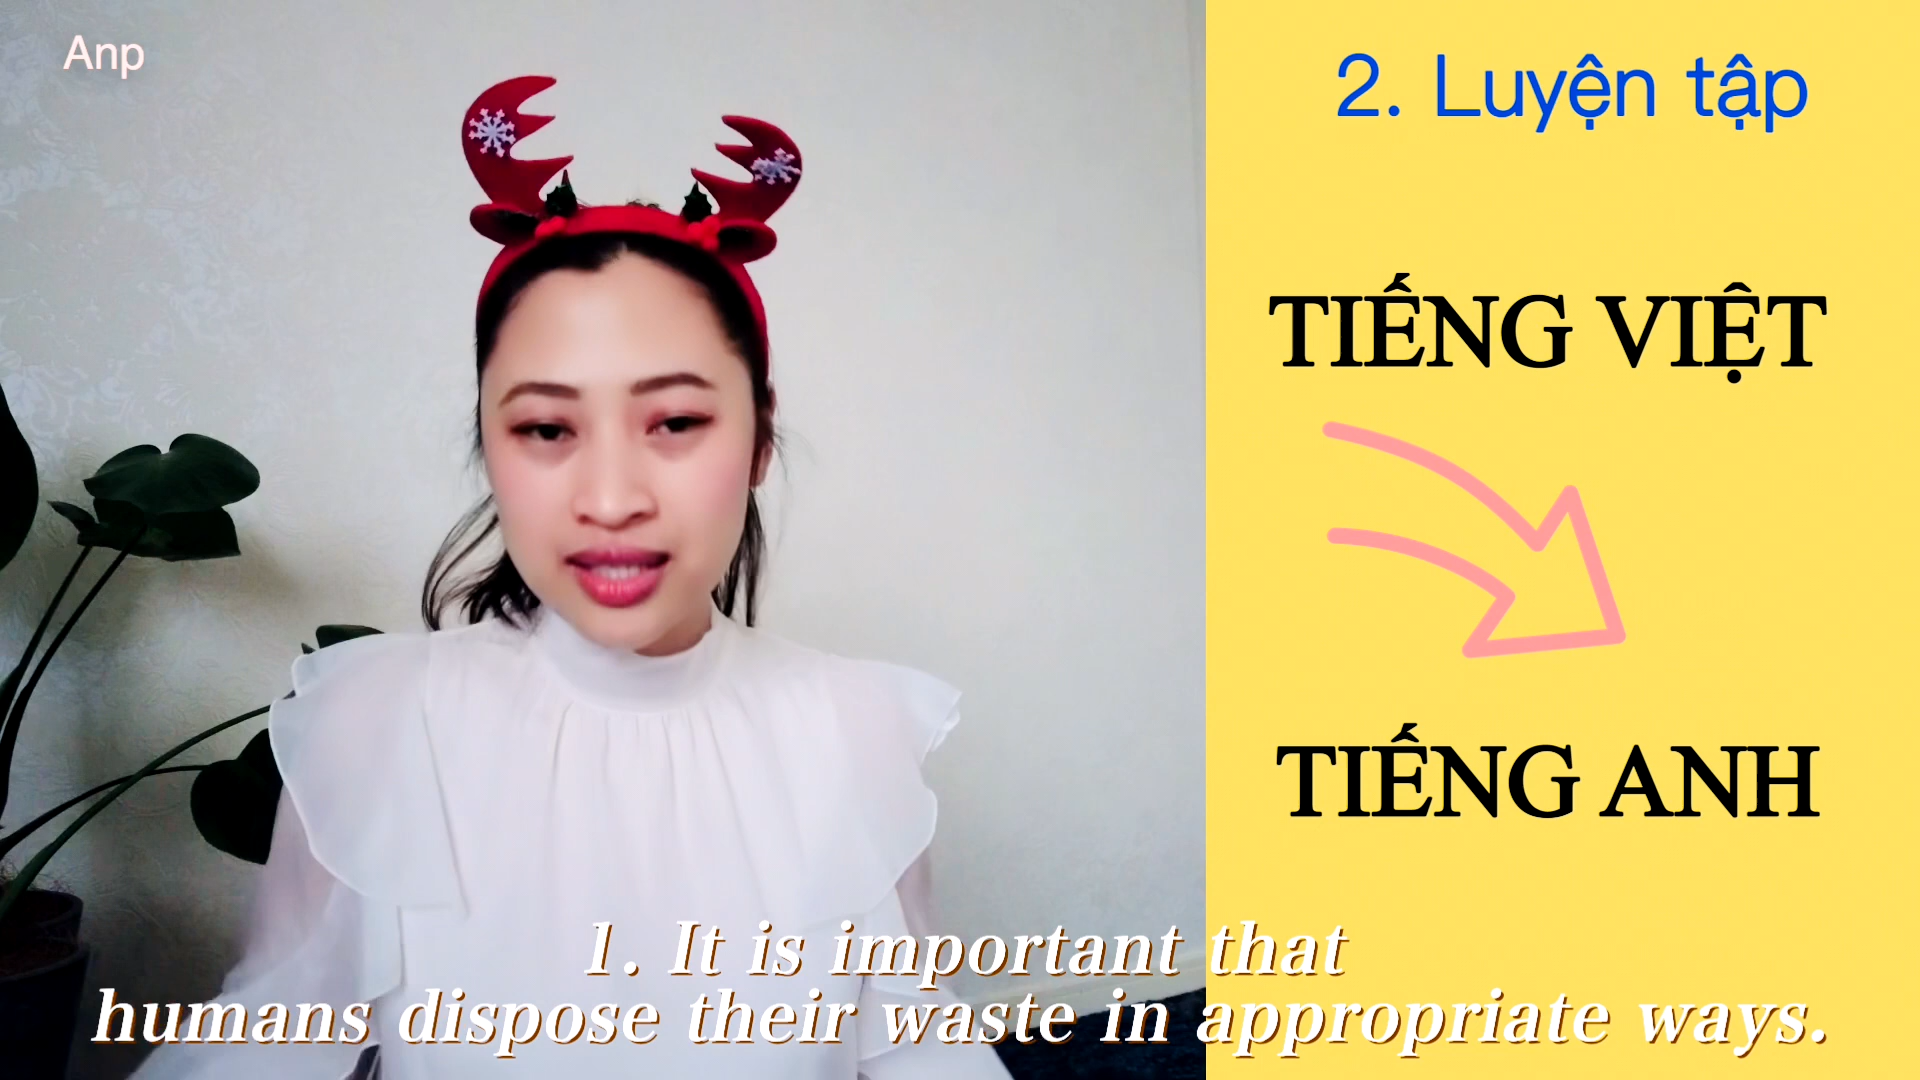 Anp
2. Luyện tập
TIẾNG VIỆT
TIẾNG ANH
1. It is important that
humans dispose their waste in appropriate ways.